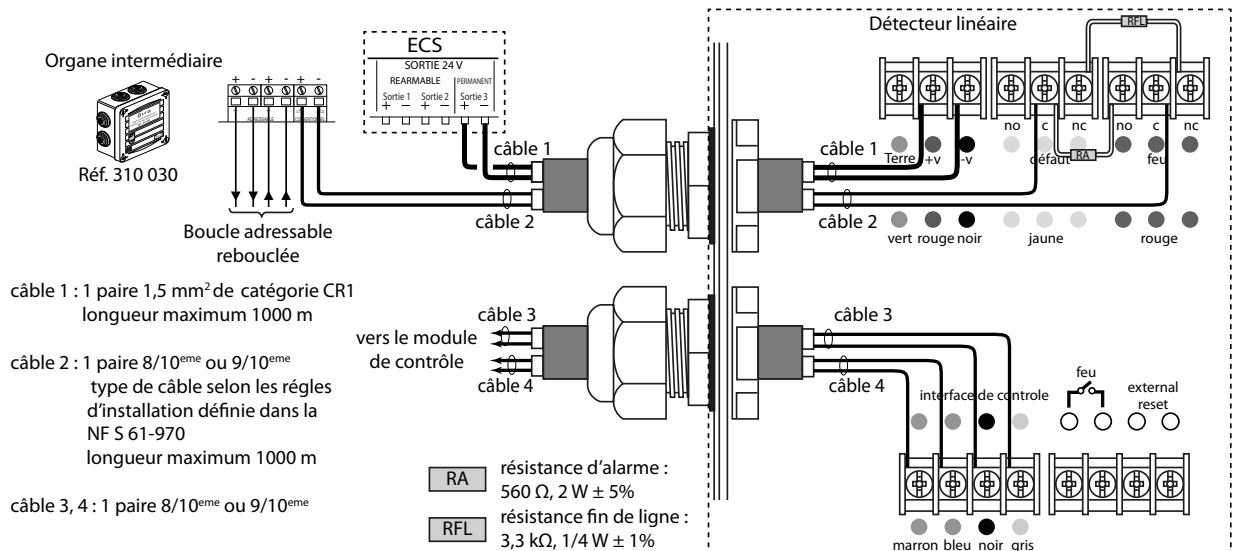 Organe intermédiaire
Réf. 310 030
+ - + - + -
ADRESSABLE
CONVENTIONNEL
Boucle adressable
rebouclée
ECS
SORTIE 24 V
REARMABLE
PERMANENT
Sortie 1
Sortie 2
Sortie 3
+ − + − + −
câble 1
câble 2
Détecteur linéaire
RFL
no c nc no c nc
RA
Terre +v -v défaut feu
câble 1
câble 2
vert rouge noir jaune rouge
câble 1 : 1 paire 1,5 mm² de catégorie CR1
longueur maximum 1000 m
câble 2 : 1 paire 8/10eme ou 9/10eme
type de câble selon les régles
d'installation définie dans la
NF S 61-970
longueur maximum 1000 m
câble 3, 4 : 1 paire 8/10eme ou 9/10eme
vers le module
de contrôle
câble 3
câble 4
câble 3
câble 4
interface de controle
feu
external
reset
marron bleu noir gris
RA
résistance d'alarme :
560 Ω, 2 W ± 5%
RFL
résistance fin de ligne :
3,3 kΩ, 1/4 W ± 1%